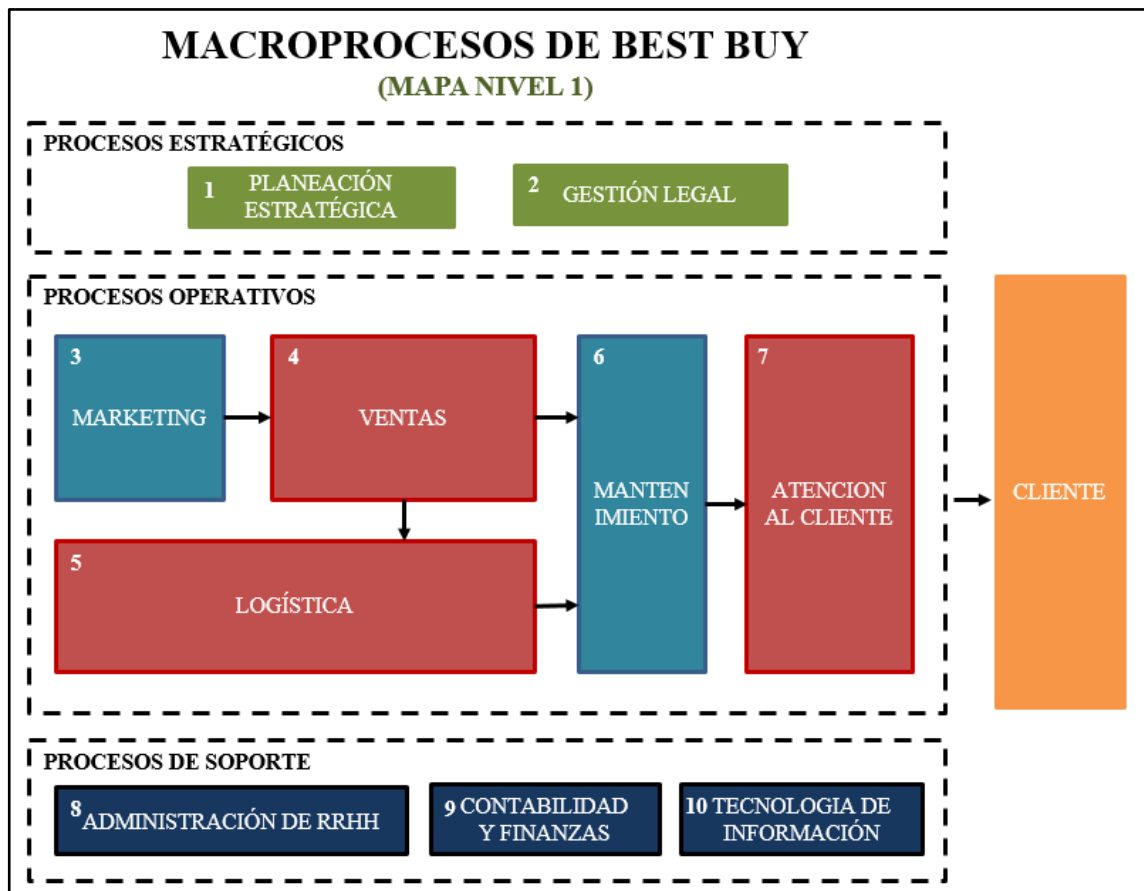 MACROPROCESOS DE BEST BUY
(MAPA NIVEL 1)
PROCESOS ESTRATÉGICOS
1 PLANEACIÓN
ESTRATÉGICA
2 GESTIÓN LEGAL
PROCESOS OPERATIVOS
3
MARKETING
4
VENTAS
5
LOGÍSTICA
6
MANTEN
IMIENTO
7
ATENCION
AL CLIENTE
CLIENTE
PROCESOS DE SOPORTE
8 ADMINISTRACIÓN DE RRHH
9 CONTABILIDAD
Y FINANZAS
10 TECNOLOGIA DE
INFORMACIÓN